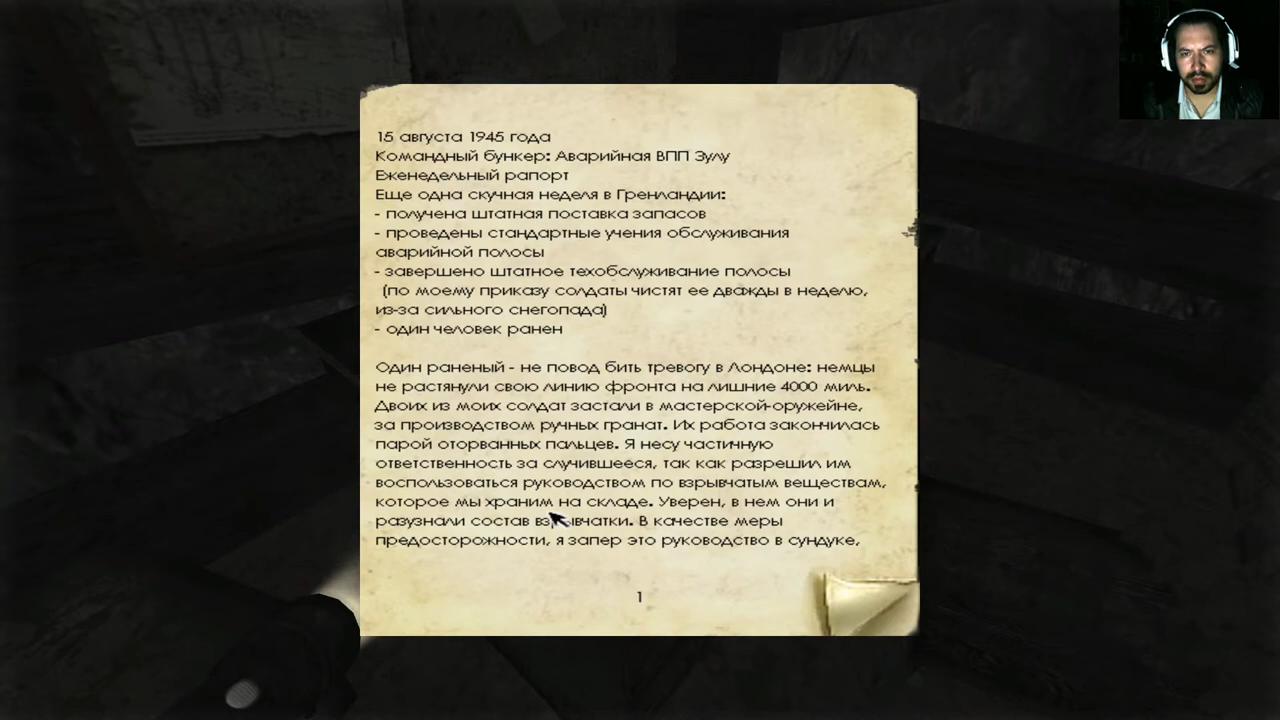 15 августа 1945 года
Командный бункер: Аварийная ВПП Зулу
Еженедельный рапорт
Еще одна скучная неделя в Гренландии:
- получена штатная поставка запасов
- проведены стандартные учения обслуживания
аварийной полосы
- завершено штатное техобслуживание полосы
(по моему приказу солдаты чистят ее дважды в неделю,
из-за сильного снегопада)
- один человек ранен
Один раненый - не повод бить тревогу в Лондоне: немцы
не растянули свою линию фронта на лишние 4000 миль.
Двоих из моих солдат застали в мастерской-оружейне,
за производством ручных гранат. Их работа закончилась
парой оторванных пальцев. Я несу частичную
ответственность за случившееся, так как разрешил им
воспользоваться руководством по взрывчатым веществам,
которое мы храним на складе. Уверен, в нем они и
разузнали состав взрывчатки. В качестве меры
предосторожности, я запер это руководство в сундуке,
1